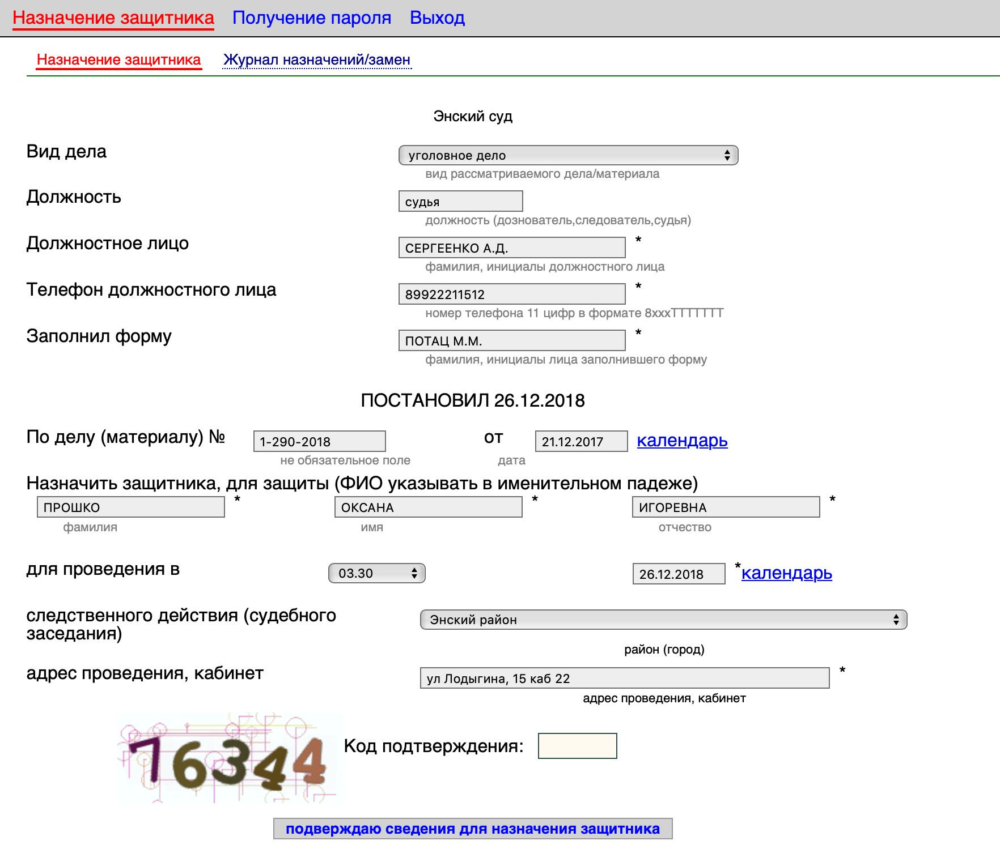 Назначение защитника Получение пароля Выход
Назначение защитника Журнал назначений/замен
Энский суд
Вид дела уголовное дело
вид рассматриваемого дела/материала
Должность судья
должность (дознователь,следователь,судья)
Должностное лицо СЕРГЕЕНКО А.Д. *
фамилия, инициалы должностного лица
Телефон должностного лица 89922211512 *
номер телефона 11 цифр в формате 8xxxТТТТТТТ
Заполнил форму ПОТАЦ М.М. *
фамилия, инициалы лица заполнившего форму
ПОСТАНОВИЛ 26.12.2018
По делу (материалу) № 1-290-2018 от 21.12.2017 календарь
не обязательное поле дата
Назначить защитника, для защиты (ФИО указывать в именительном падеже)
ПРОШКО * ОКСАНА * ИГОРЕВНА *
фамилия имя отчество
для проведения в 03.30 26.12.2018 *календарь
следственного действия (судебного Энский район
заседания)
район (город)
адрес проведения, кабинет ул Лодыгина, 15 каб 22 *
адрес проведения, кабинет
76344 Код подтверждения:
подверждаю сведения для назначения защитника